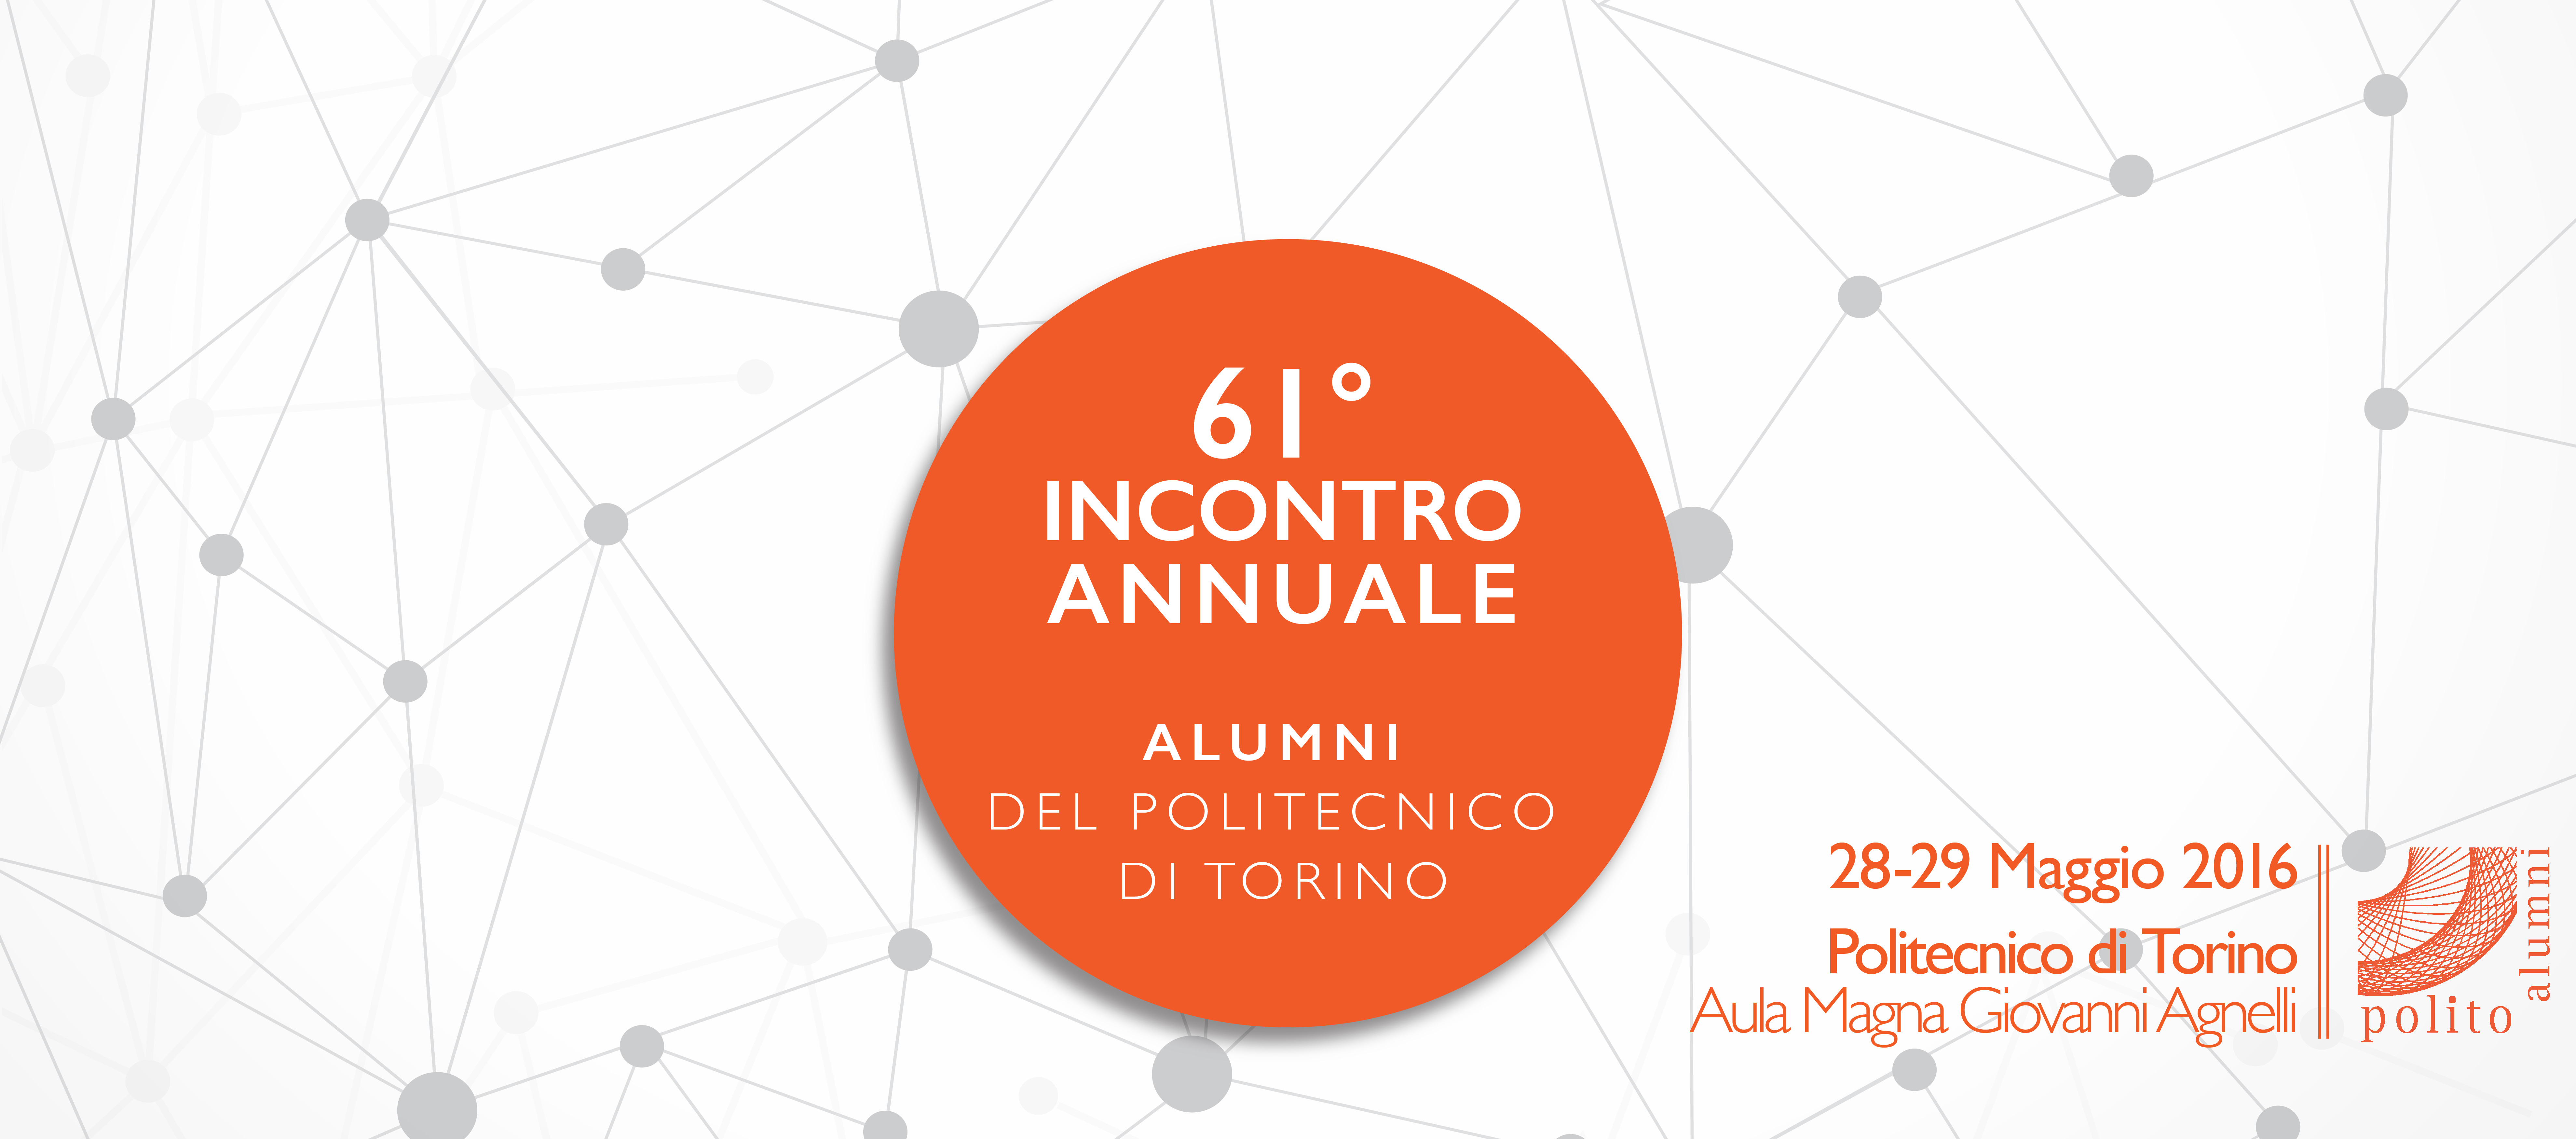 61°
INCONTRO
ANNUALE
ALUMNI
DEL POLITECNICO
DI TORINO
28-29 Maggio 2016
Politecnico di Torino
Aula Magna Giovanni Agnelli
polito
alumni